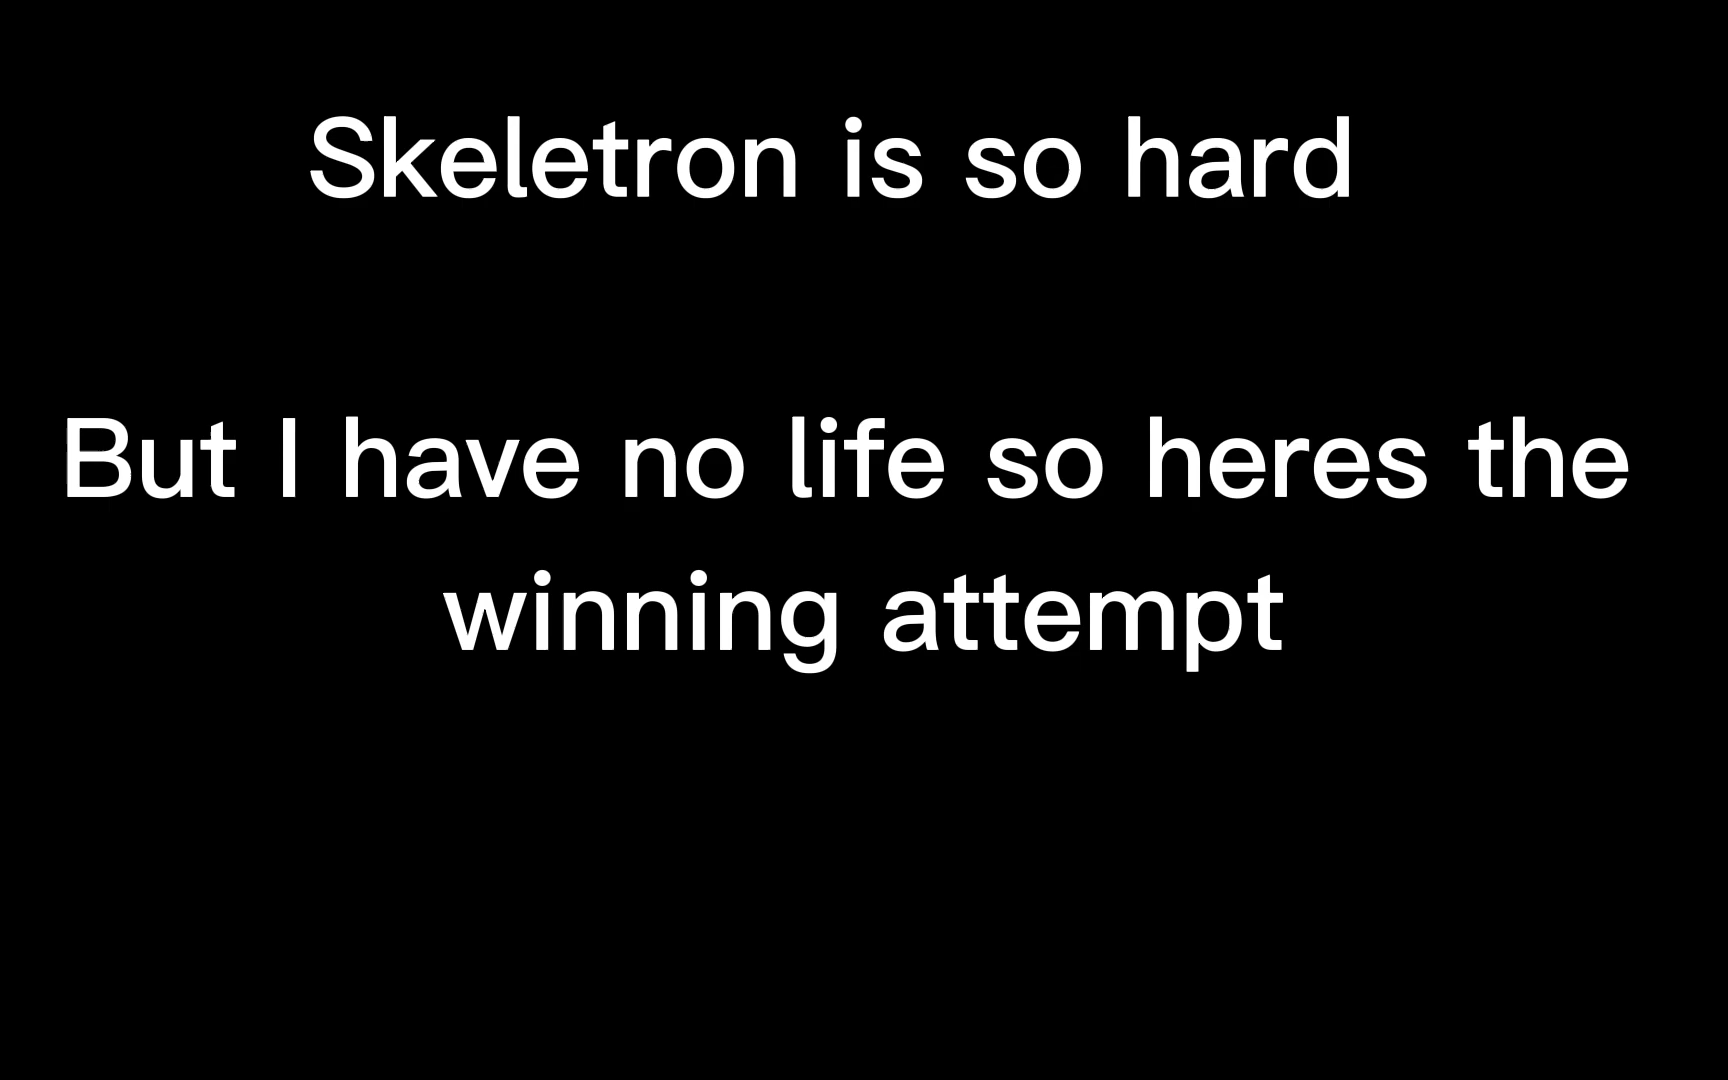 Skeletron is so hard
But I have no life so heres the
winning attempt